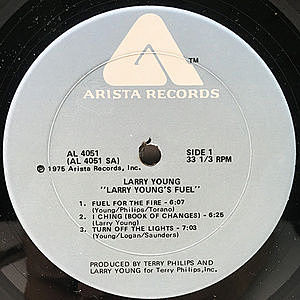 TM
ARISTA RECORDS
AL 4051
(AL 4051 SA)
SIDE 1
33 1/3 RPM
℗ 1975 Arista Records, Inc.
LARRY YOUNG
"LARRY YOUNG'S FUEL"
1. FUEL FOR THE FIRE - 6:07
(Young/Philips/Torano)
2. I CHING (BOOK OF CHANGES) - 6:25
(Larry Young)
3. TURN OFF THE LIGHTS - 7:03
(Young/Logan/Saunders)
PRODUCED BY TERRY PHILIPS AND
LARRY YOUNG for Terry Philips, Inc.